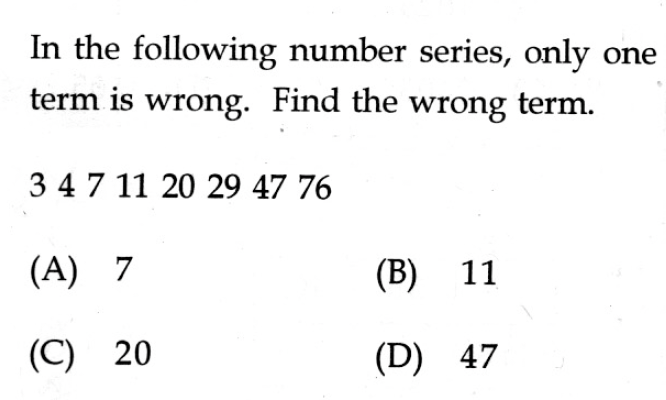 In the following number series, only one
term is wrong. Find the wrong term.
3 4 7 11 20 29 47 76
(A) 7 (B) 11
(C) 20 (D) 47